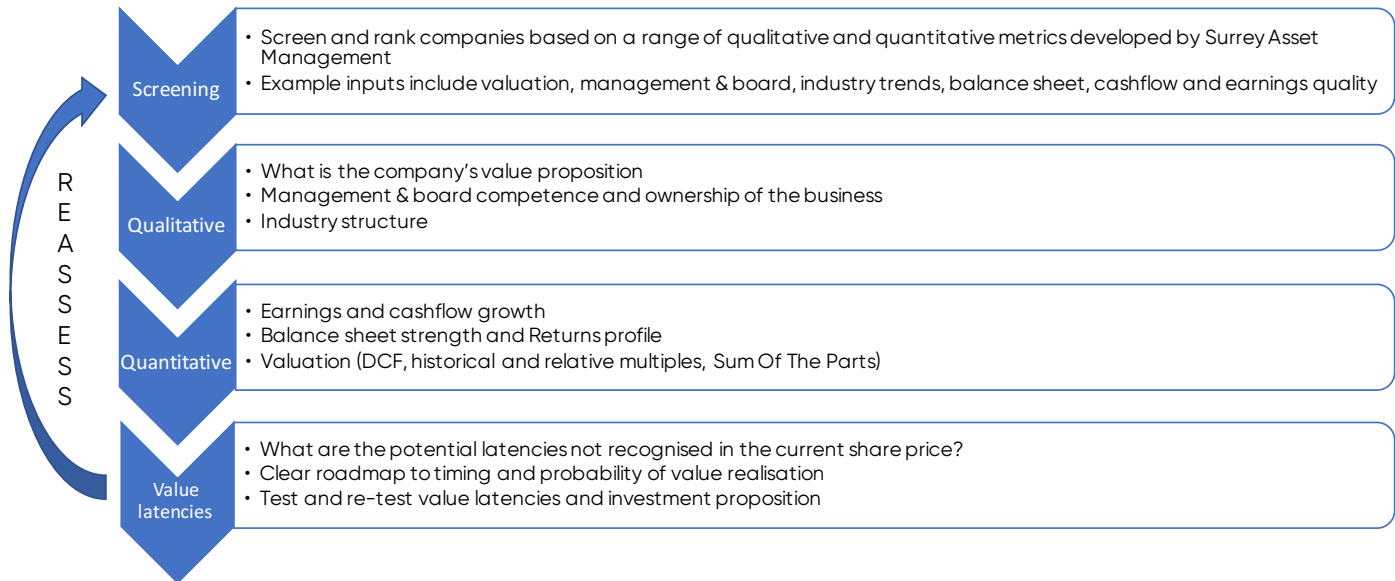 Screening
• Screen and rank companies based on a range of qualitative and quantitative metrics developed by Surrey Asset
Management
• Example inputs include valuation, management & board, industry trends, balance sheet, cashflow and earnings quality
REASSESS
Qualitative
• What is the company's value proposition
• Management & board competence and ownership of the business
• Industry structure
Quantitative
• Earnings and cashflow growth
• Balance sheet strength and Returns profile
• Valuation (DCF, historical and relative multiples, Sum Of The Parts)
Value
latencies
• What are the potential latencies not recognised in the current share price?
• Clear roadmap to timing and probability of value realisation
• Test and re-test value latencies and investment proposition